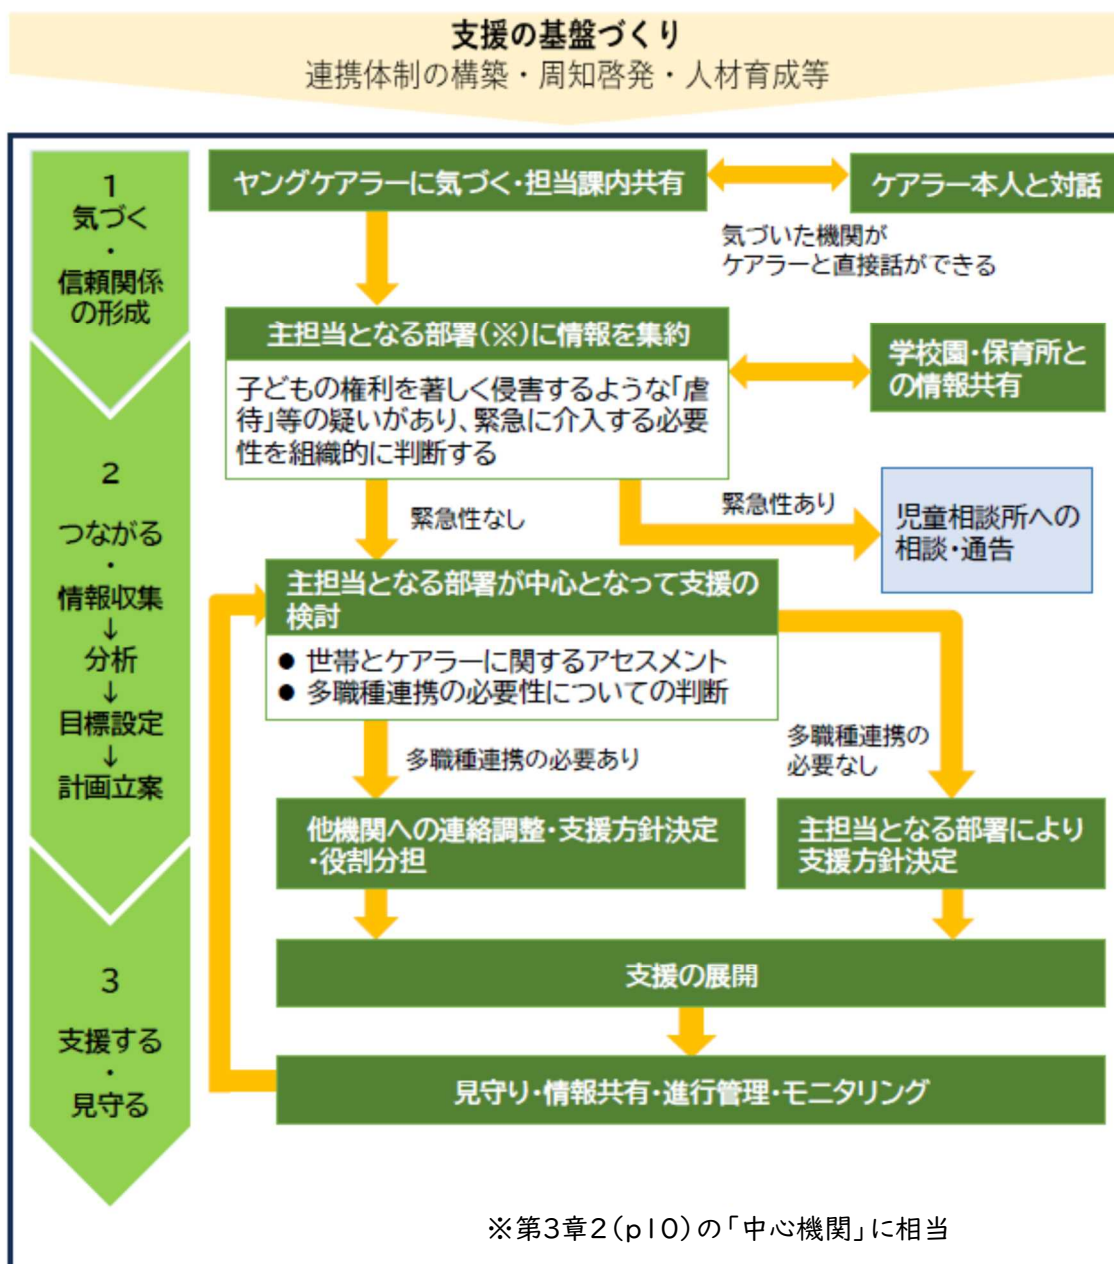 支援の基盤づくり
連携体制の構築・周知啓発・人材育成等
1
気づく
・
信頼関係
の形成
ヤングケアラーに気づく・担当課内共有
ケアラー本人と対話
気づいた機関が
ケアラーと直接話ができる
主担当となる部署(※)に情報を集約
子どもの権利を著しく侵害するような「虐
待」等の疑いがあり、緊急に介入する必要
性を組織的に判断する
学校園・保育所と
の情報共有
2
つながる
・
情報収集
↓
分析
↓
目標設定
↓
計画立案
緊急性なし
緊急性あり
児童相談所への
相談・通告
主担当となる部署が中心となって支援の
検討
● 世帯とケアラーに関するアセスメント
● 多職種連携の必要性についての判断
多職種連携の必要あり
多職種連携の
必要なし
他機関への連絡調整・支援方針決定
・役割分担
主担当となる部署により
支援方針決定
3
支援する
・
見守る
支援の展開
見守り・情報共有・進行管理・モニタリング
※第3章2(p10)の「中心機関」に相当